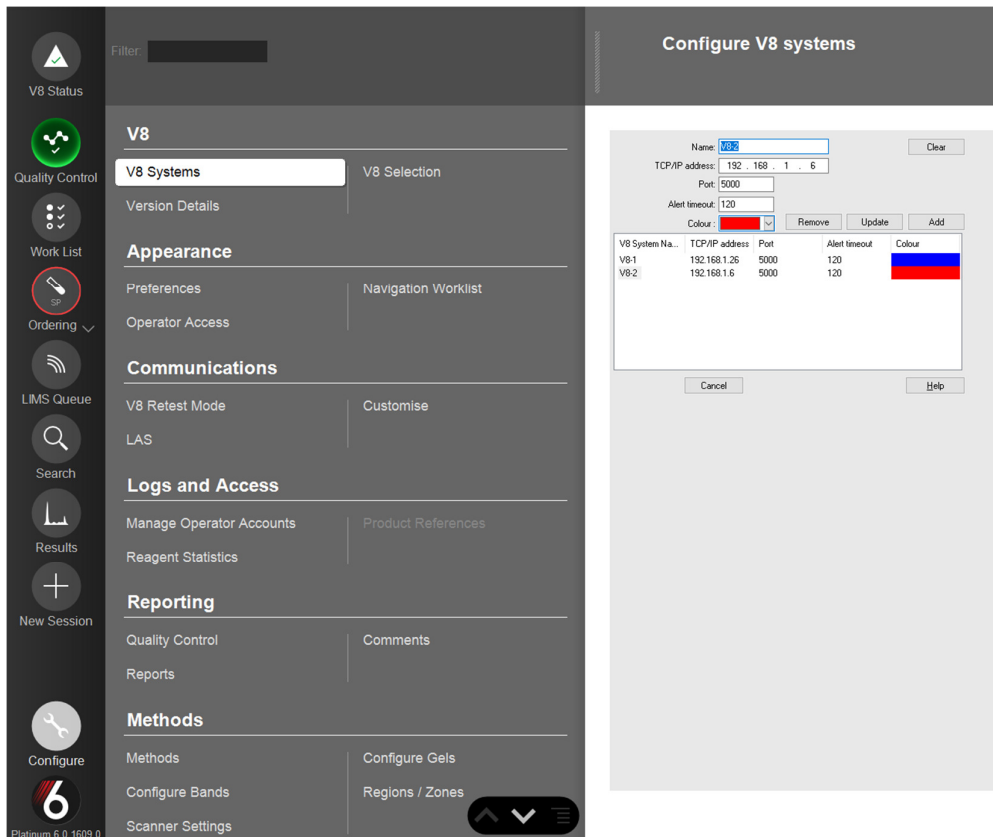 V8 Status
Quality Control
Work List
SP
Ordering
LIMS Queue
Search
Results
New Session
Configure
6
Platinum 6.0.1609.0
Filter:
V8
V8 Systems
V8 Selection
Version Details
Appearance
Preferences
Navigation Worklist
Operator Access
Communications
V8 Retest Mode
Customise
LAS
Logs and Access
Manage Operator Accounts
Product References
Reagent Statistics
Reporting
Quality Control
Comments
Reports
Methods
Methods
Configure Gels
Configure Bands
Regions / Zones
Scanner Settings
Configure V8 systems
Name: V8-2 Clear
TCP/IP address: 192 . 168 . 1 . 6
Port: 5000
Alert timeout: 120
Colour : Remove Update Add
V8 System Na... TCP/IP address Port Alert timeout Colour
V8-1 192.168.1.26 5000 120
V8-2 192.168.1.6 5000 120
Cancel Help